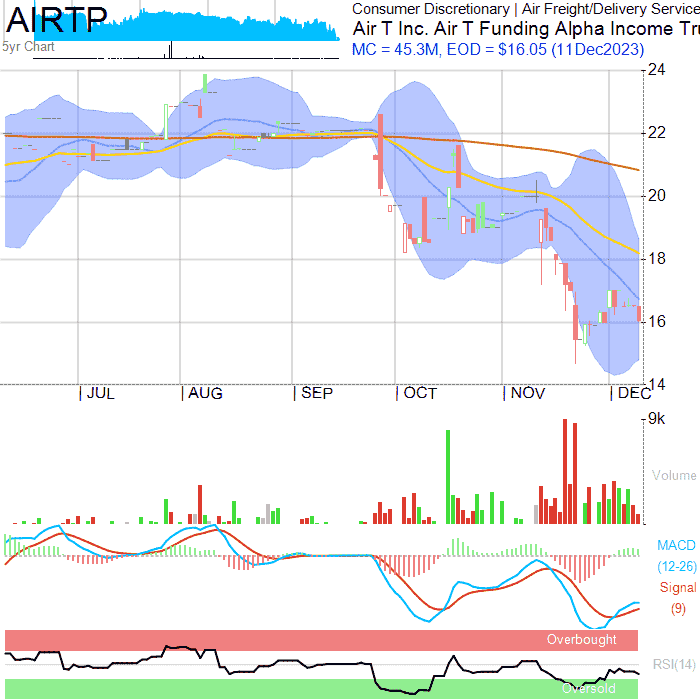 AIRTP
5yr Chart
Consumer Discretionary | Air Freight/Delivery Service
Air T Inc. Air T Funding Alpha Income Tr
MC = 45.3M, EOD = $16.05 (11Dec2023)
24
22
20
18
16
14
JUL AUG SEP OCT NOV DEC
9k
Volume
MACD
(12-26)
Signal
(9)
Overbought
RSI(14)
Oversold